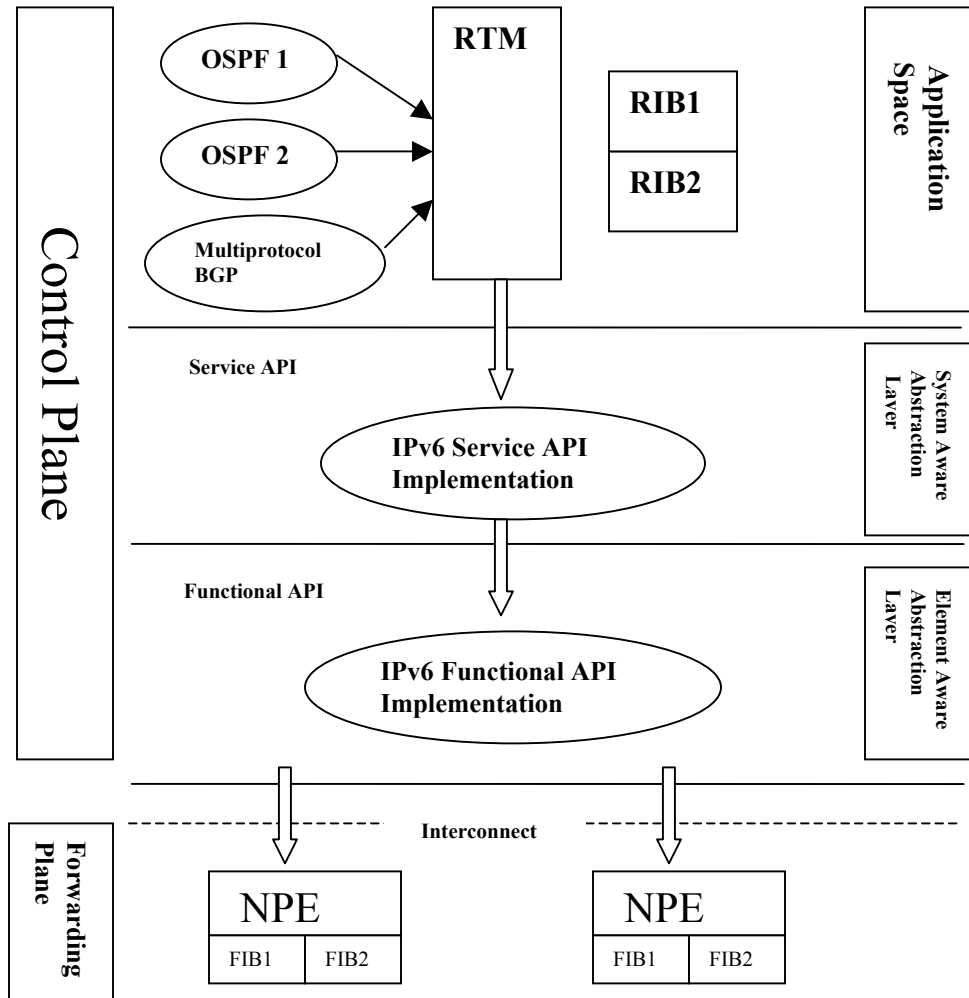 OSPF 1
RTM
RIB1
OSPF 2
RIB2
Multiprotocol
BGP
Application
Space
Control Plane
Service API
IPv6 Service API
Implementation
System Aware
Abstraction
Laver
Functional API
IPv6 Functional API
Implementation
Element Aware
Abstraction
Laver
Interconnect
Forwarding
Plane
NPE
FIB1
FIB2
NPE
FIB1
FIB2